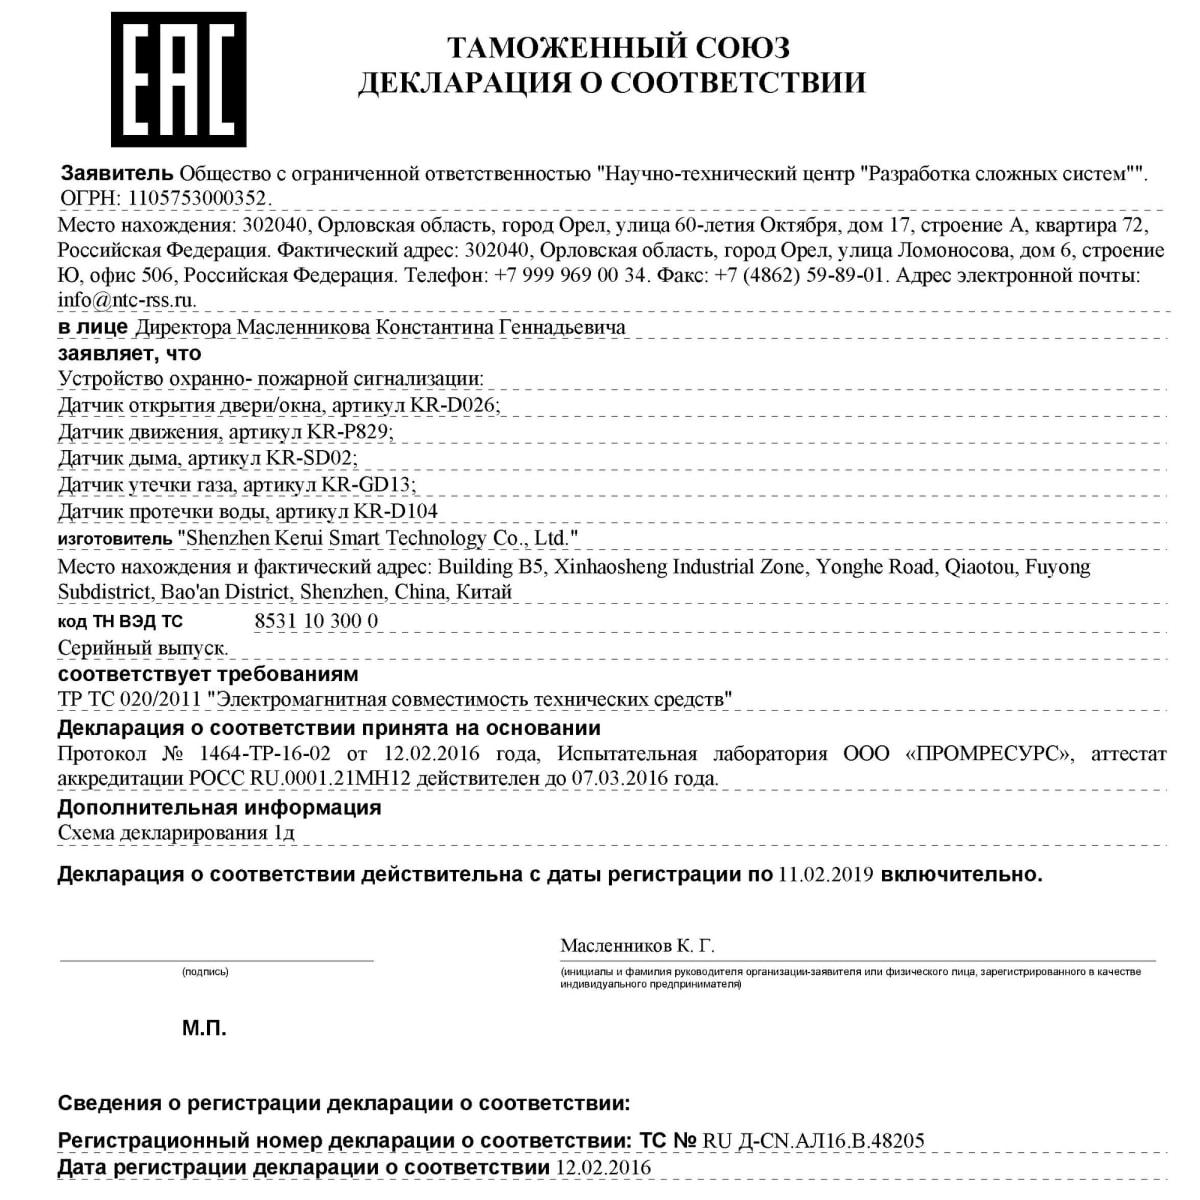 EAC
ТАМОЖЕННЫЙ СОЮЗ
ДЕКЛАРАЦИЯ О СООТВЕТСТВИИ
Заявитель Общество с ограниченной ответственностью "Научно-технический центр "Разработка сложных систем"".
ОГРН: 1105753000352.
Место нахождения: 302040, Орловская область, город Орел, улица 60-летия Октября, дом 17, строение А, квартира 72,
Российская Федерация. Фактический адрес: 302040, Орловская область, город Орел, улица Ломоносова, дом 6, строение
Ю, офис 506, Российская Федерация. Телефон: +7 999 969 00 34. Факс: +7 (4862) 59-89-01. Адрес электронной почты:
info@ntc-rss.ru.
в лице Директора Масленникова Константина Геннадьевича
заявляет, что
Устройство охранно- пожарной сигнализации:
Датчик открытия двери/окна, артикул KR-D026;
Датчик движения, артикул KR-P829;
Датчик дыма, артикул KR-SD02;
Датчик утечки газа, артикул KR-GD13;
Датчик протечки воды, артикул KR-D104
изготовитель "Shenzhen Kerui Smart Technology Co., Ltd."
Место нахождения и фактический адрес: Building B5, Xinhaosheng Industrial Zone, Yonghe Road, Qiaotou, Fuyong
Subdistrict, Bao'an District, Shenzhen, China, Китай
код ТН ВЭД ТС 8531 10 300 0
Серийный выпуск.
соответствует требованиям
ТР ТС 020/2011 "Электромагнитная совместимость технических средств"
Декларация о соответствии принята на основании
Протокол № 1464-ТР-16-02 от 12.02.2016 года, Испытательная лаборатория ООО «ПРОМРЕСУРС», аттестат
аккредитации РОСС RU.0001.21МН12 действителен до 07.03.2016 года.
Дополнительная информация
Схема декларирования 1д
Декларация о соответствии действительна с даты регистрации по 11.02.2019 включительно.
Масленников К. Г.
(подпись) (инициалы и фамилия руководителя организации-заявителя или физического лица, зарегистрированного в качестве
индивидуального предпринимателя)
М.П.
Сведения о регистрации декларации о соответствии:
Регистрационный номер декларации о соответствии: ТС № RU Д-CN.АЛ16.В.48205
Дата регистрации декларации о соответствии 12.02.2016